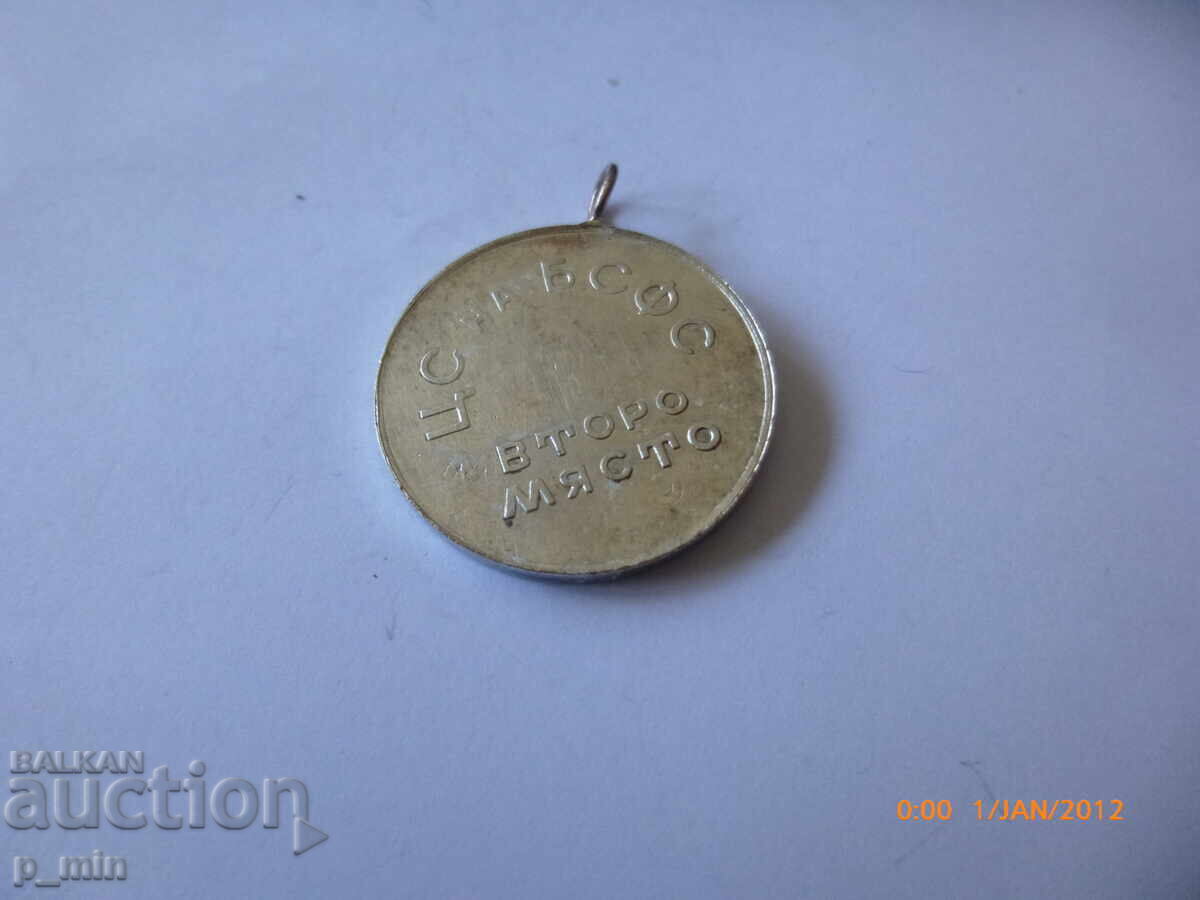 ЦС на БСФС
ВТОРО
МЯСТО
BALKAN
auction
p_min
0:00 1/JAN/2012